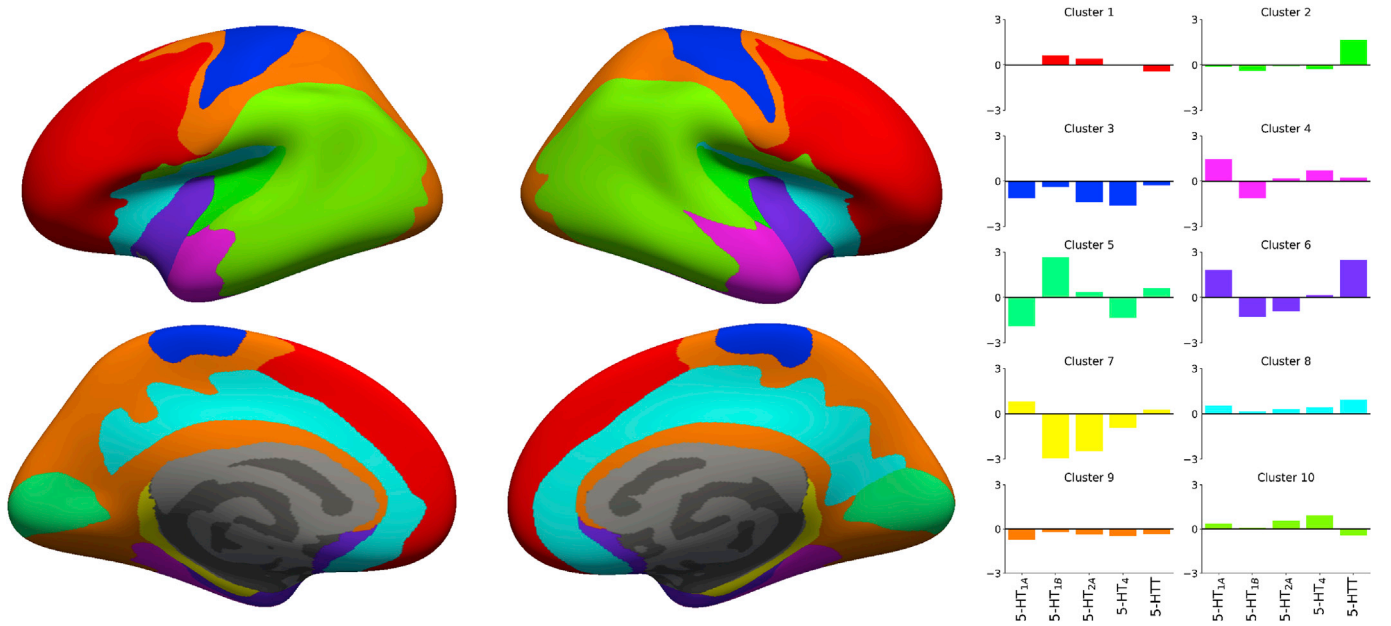 Cluster 1
Cluster 2
3
0
−3
3
0
−3
Cluster 3
Cluster 4
3
0
−3
3
0
−3
Cluster 5
Cluster 6
3
0
−3
3
0
−3
Cluster 7
Cluster 8
3
0
−3
3
0
−3
Cluster 9
Cluster 10
3
0
−3
3
0
−3
5-HT1A
5-HT1B
5-HT2A
5-HT4
5-HTT
5-HT1A
5-HT1B
5-HT2A
5-HT4
5-HTT